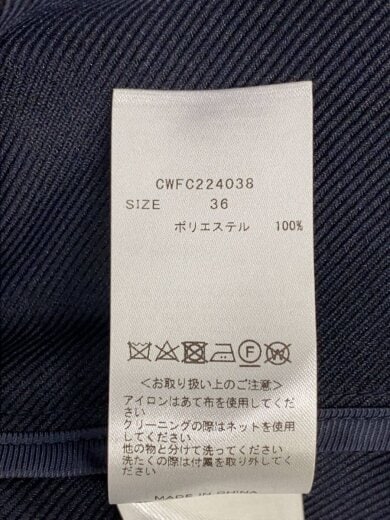 CWFC224038
SIZE 36
ポリエステル 100%
F W
<お取り扱い上のご注意>
アイロンはあて布を使用してくだ
さい
クリーニングの際はネットを使用
してください
他の物と分けて洗ってください
洗たくの際は付属を取り外してく
ださい
MADE IN CHINA